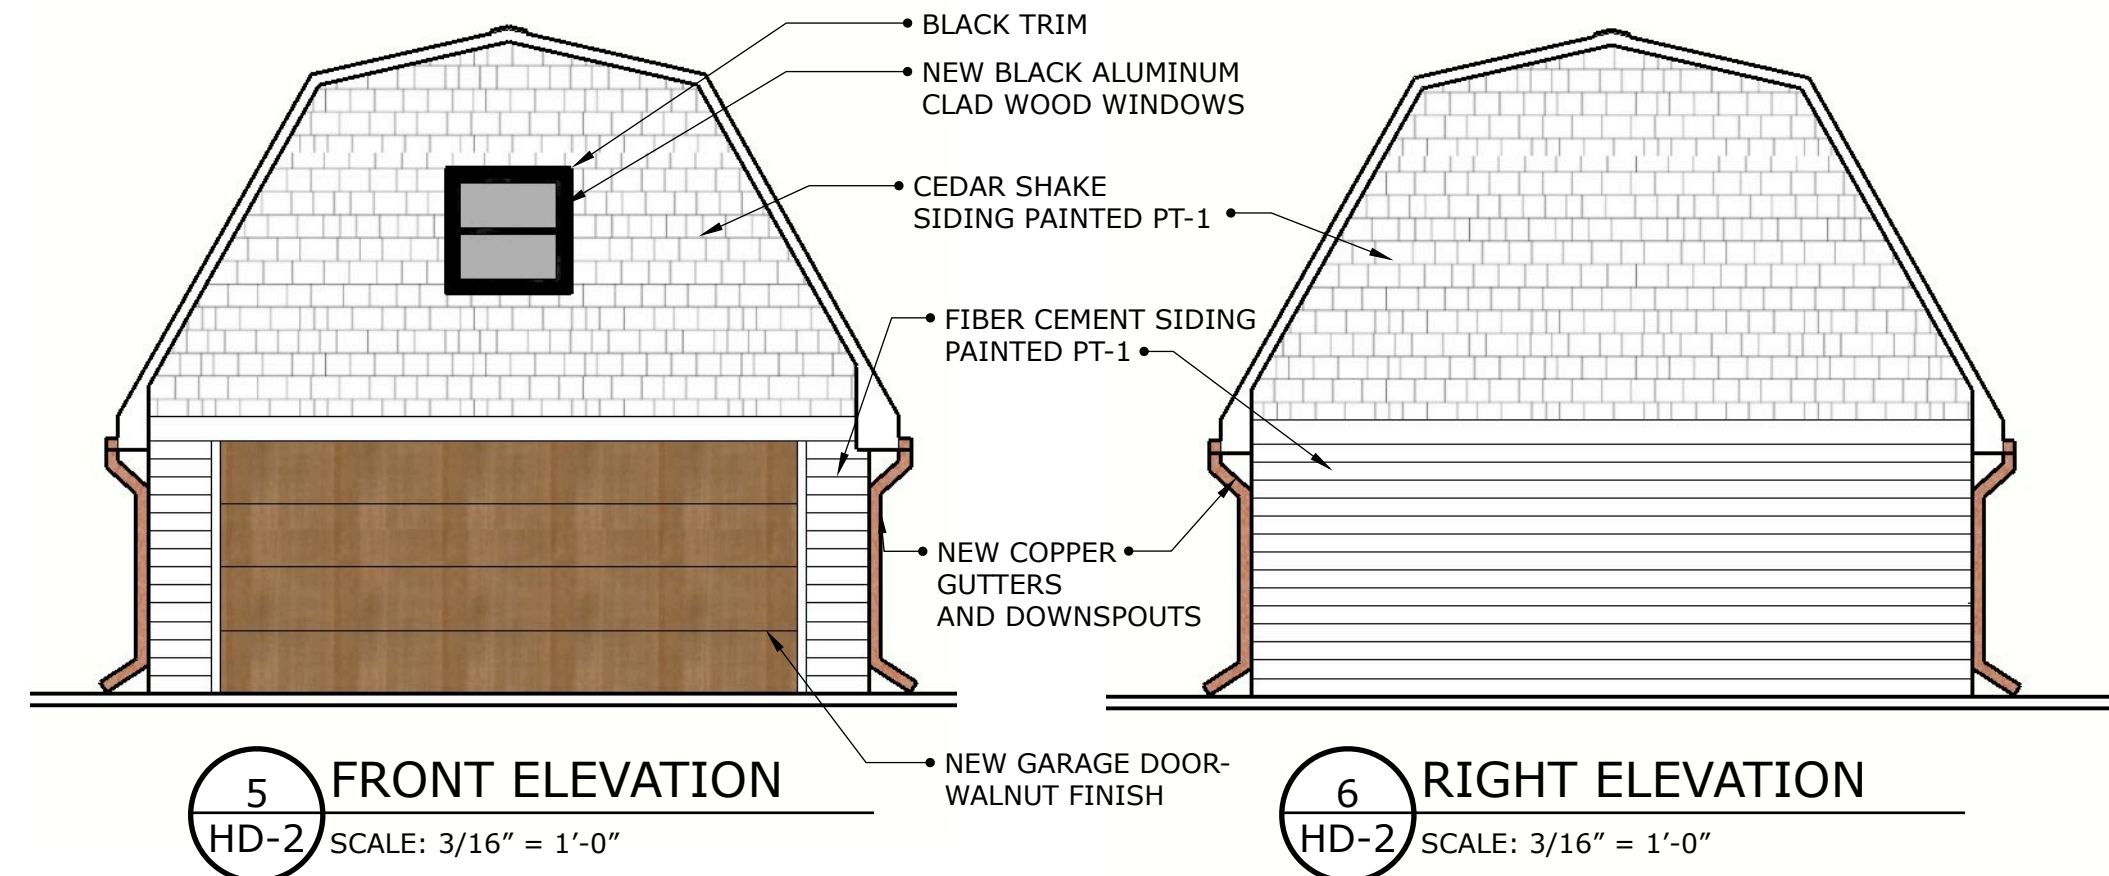 BLACK TRIM
NEW BLACK ALUMINUM
CLAD WOOD WINDOWS
CEDAR SHAKE
SIDING PAINTED PT-1
FIBER CEMENT SIDING
PAINTED PT-1
NEW COPPER
GUTTERS
AND DOWNSPOUTS
NEW GARAGE DOOR-
WALNUT FINISH
5
HD-2
FRONT ELEVATION
SCALE: 3/16” = 1’-0”
6
HD-2
RIGHT ELEVATION
SCALE: 3/16” = 1’-0”